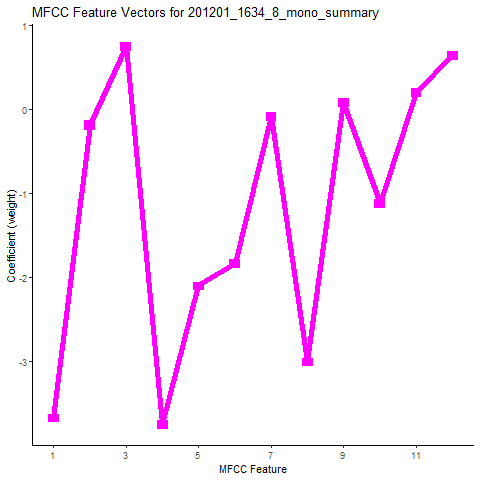 MFCC Feature Vectors for 201201_1634_8_mono_summary
1
0
-1
-2
-3
Coefficient (weight)
1 3 5 7 9 11
MFCC Feature